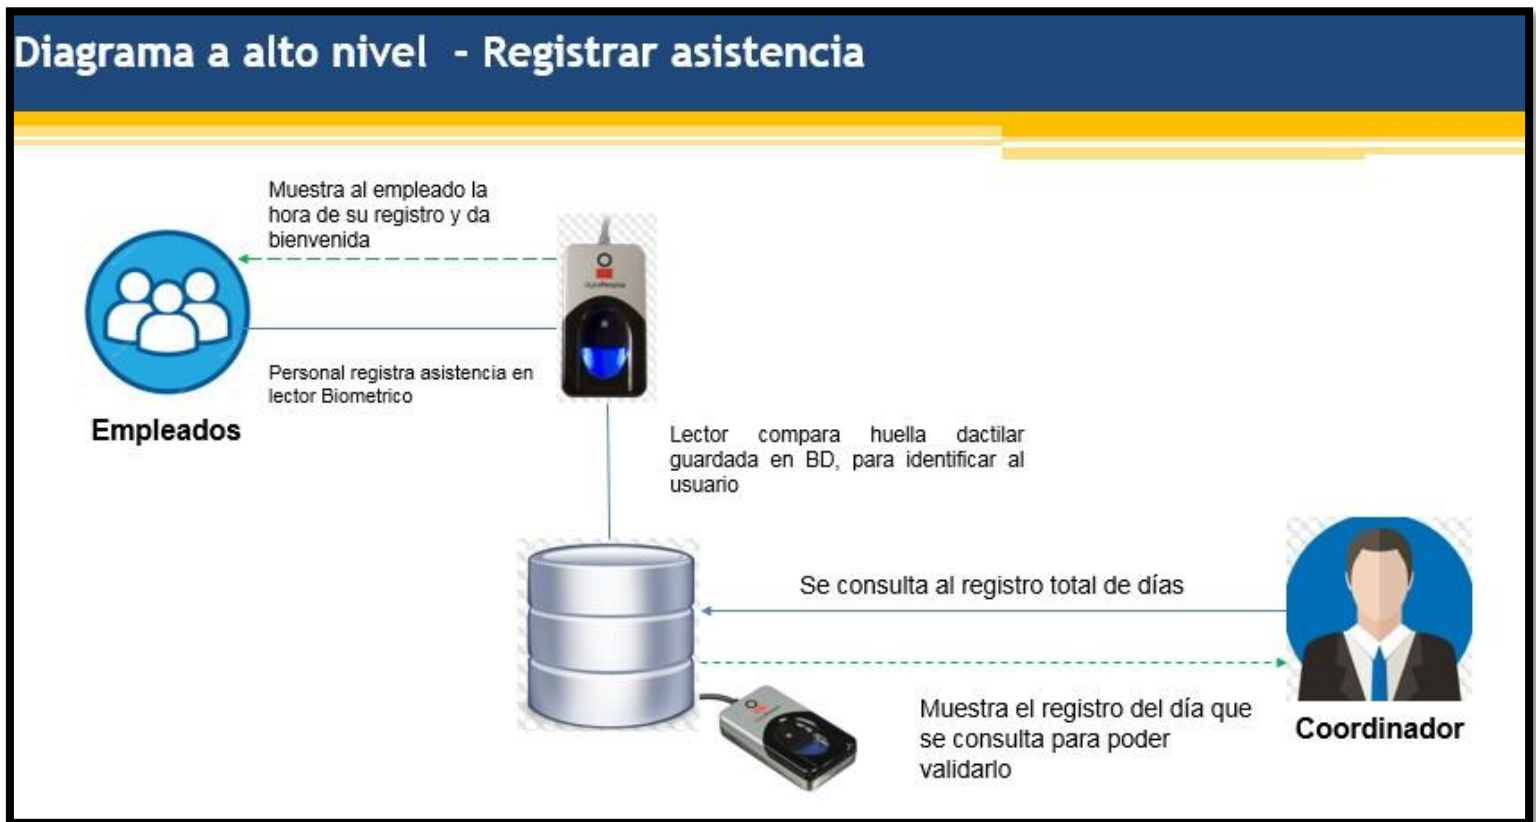 Diagrama a alto nivel - Registrar asistencia
Muestra al empleado la
hora de su registro y da
bienvenida
Personal registra asistencia en
lector Biometrico
Empleados
Lector compara huella dactilar
guardada en BD, para identificar al
usuario
Se consulta al registro total de días
Muestra el registro del día que
se consulta para poder
validarlo
Coordinador